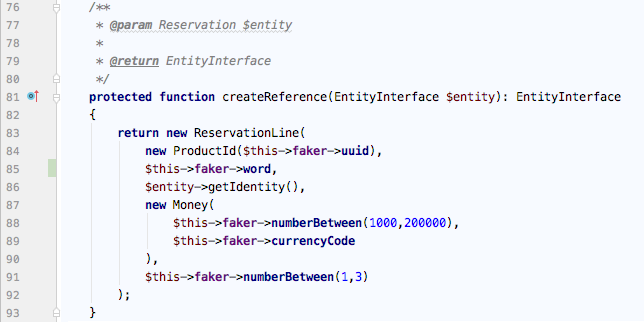 76 /**
77  * @param Reservation $entity
78  *
79  * @return EntityInterface
80  */
81 protected function createReference(EntityInterface $entity): EntityInterface
82 {
83     return new ReservationLine(
84         new ProductId($this->faker->uuid),
85         $this->faker->word,
86         $entity->getIdentity(),
87         new Money(
88             $this->faker->numberBetween(1000,200000),
89             $this->faker->currencyCode
90         ),
91         $this->faker->numberBetween(1,3)
92     );
93 }